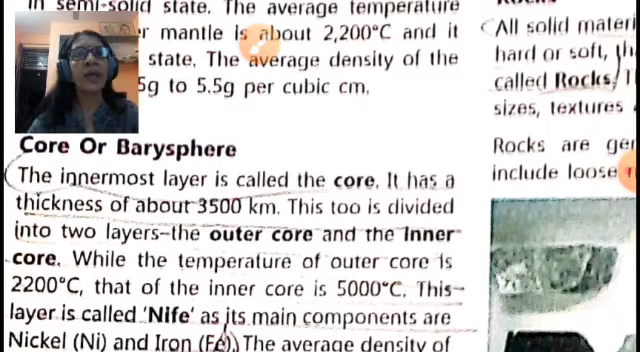 in semi-solid state. The average temperature
r mantle is about 2,200°C and it
state. The average density of the
5g to 5.5g per cubic cm.
Core Or Barysphere
The innermost layer is called the core. It has a
thickness of about 3500 km. This too is divided
into two layers–the outer core and the inner
core. While the temperature of outer core is
2200°C, that of the inner core is 5000°C. This
layer is called 'Nife' as its main components are
Nickel (Ni) and Iron (Fe). The average density of
All solid mater
hard or soft, th
called Rocks.
sizes, textures
Rocks are ge
include loose